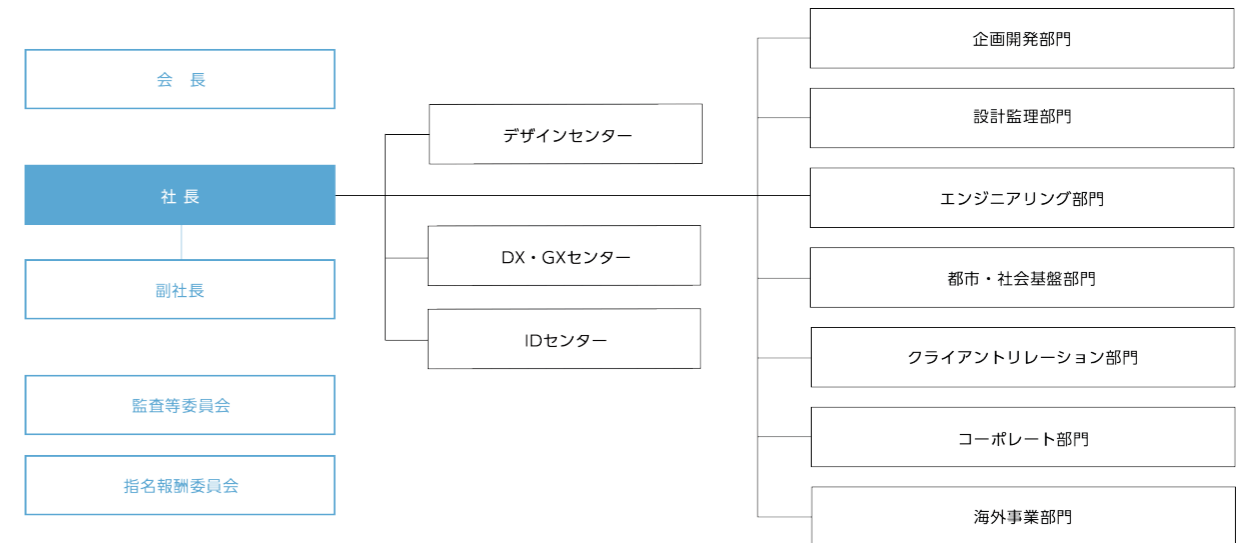 会　長
社 長
副社長
監査等委員会
指名報酬委員会
デザインセンター
DX・GXセンター
IDセンター
企画開発部門
設計監理部門
エンジニアリング部門
都市・社会基盤部門
クライアントリレーション部門
コーポレート部門
海外事業部門